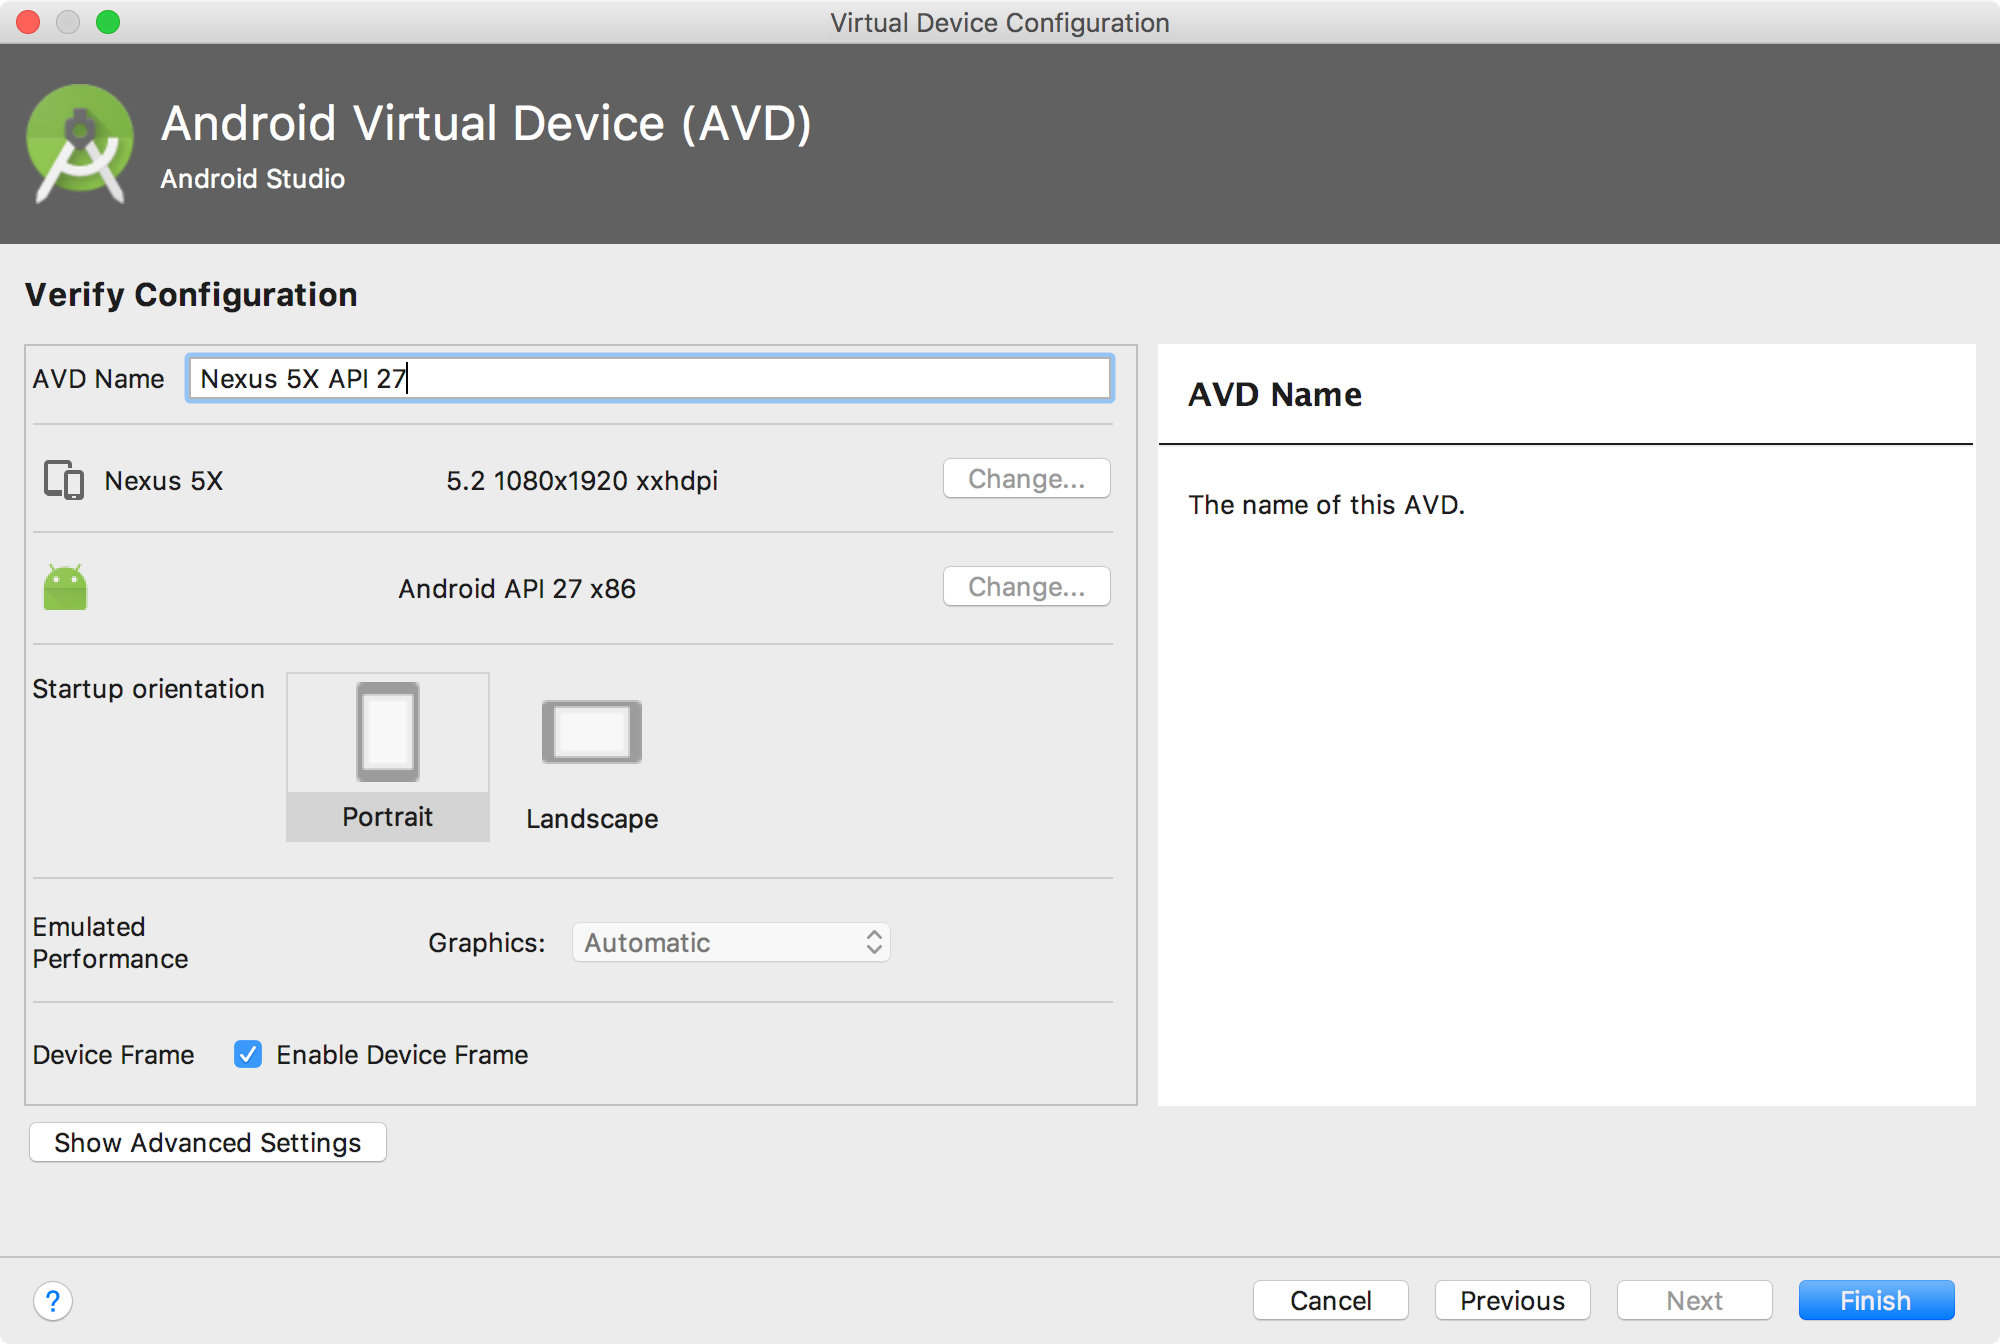 Virtual Device Configuration
Android Virtual Device (AVD)
Android Studio
Verify Configuration
AVD Name Nexus 5X API 27
Nexus 5X 5.2 1080x1920 xxhdpi Change...
Android API 27 x86 Change...
Startup orientation
Portrait Landscape
Emulated
Performance
Graphics: Automatic
Device Frame Enable Device Frame
Show Advanced Settings
AVD Name
The name of this AVD.
? Cancel Previous Next Finish